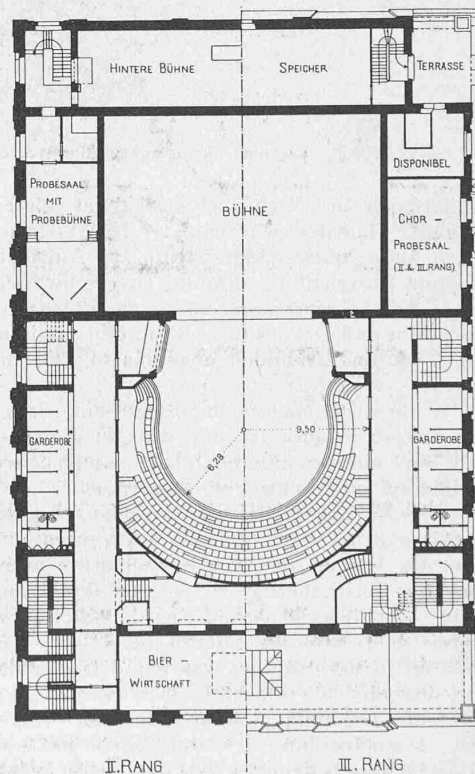 HINTERE BÜHNE
SPEICHER
TERRASSE
PROBESAAL
MIT
PROBEBÜHNE
BÜHNE
DISPONIBEL
CHOR –
PROBESAAL
(II & III. RANG)
GARDEROBE
9,50
6,28
GARDEROBE
BIER
WIRTSCHAFT
II. RANG
III. RANG